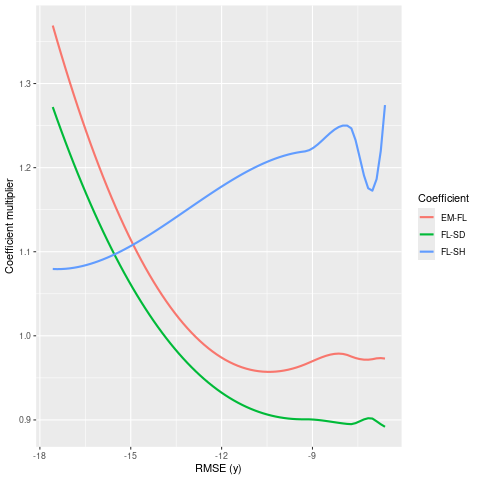 1.3
1.2
1.1
1.0
0.9
Coefficient multiplier
-18
-15
-12
-9
RMSE (y)
Coefficient
EM-FL
FL-SD
FL-SH